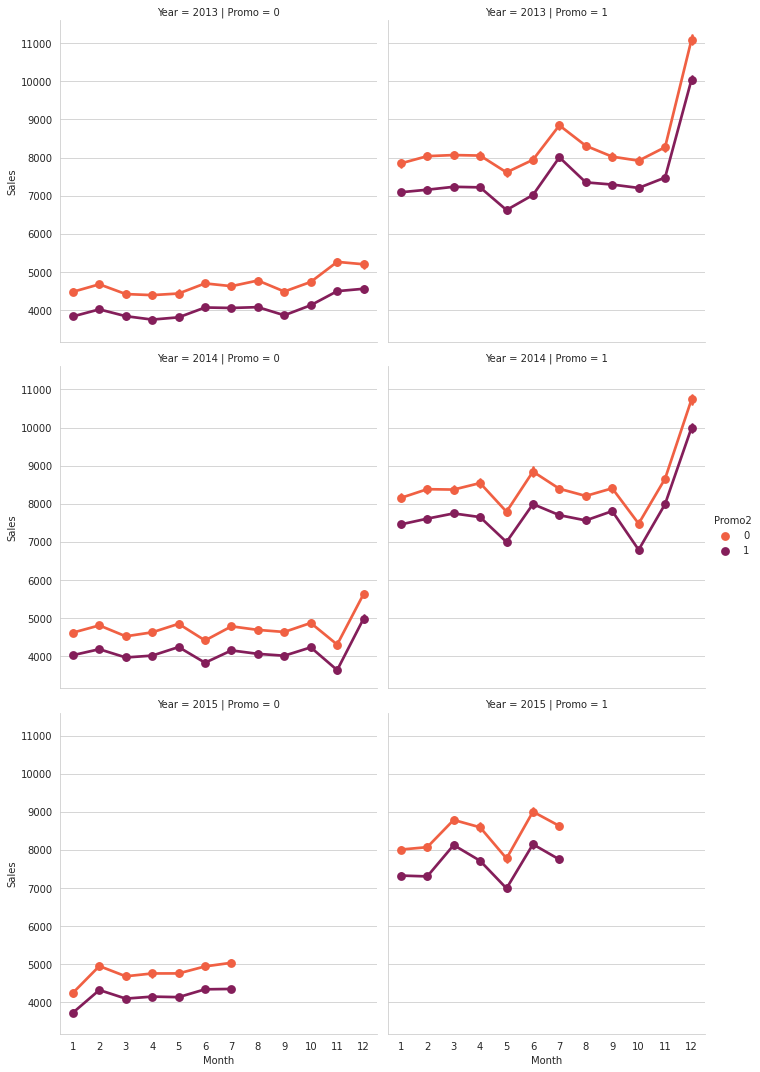 Year = 2013 | Promo = 0
Year = 2013 | Promo = 1
11000
10000
9000
8000
7000
6000
5000
4000
Sales
Year = 2014 | Promo = 0
Year = 2014 | Promo = 1
11000
10000
9000
8000
7000
6000
5000
4000
Sales
Promo2
0
1
Year = 2015 | Promo = 0
Year = 2015 | Promo = 1
11000
10000
9000
8000
7000
6000
5000
4000
Sales
1 2 3 4 5 6 7 8 9 10 11 12
1 2 3 4 5 6 7 8 9 10 11 12
Month
Month